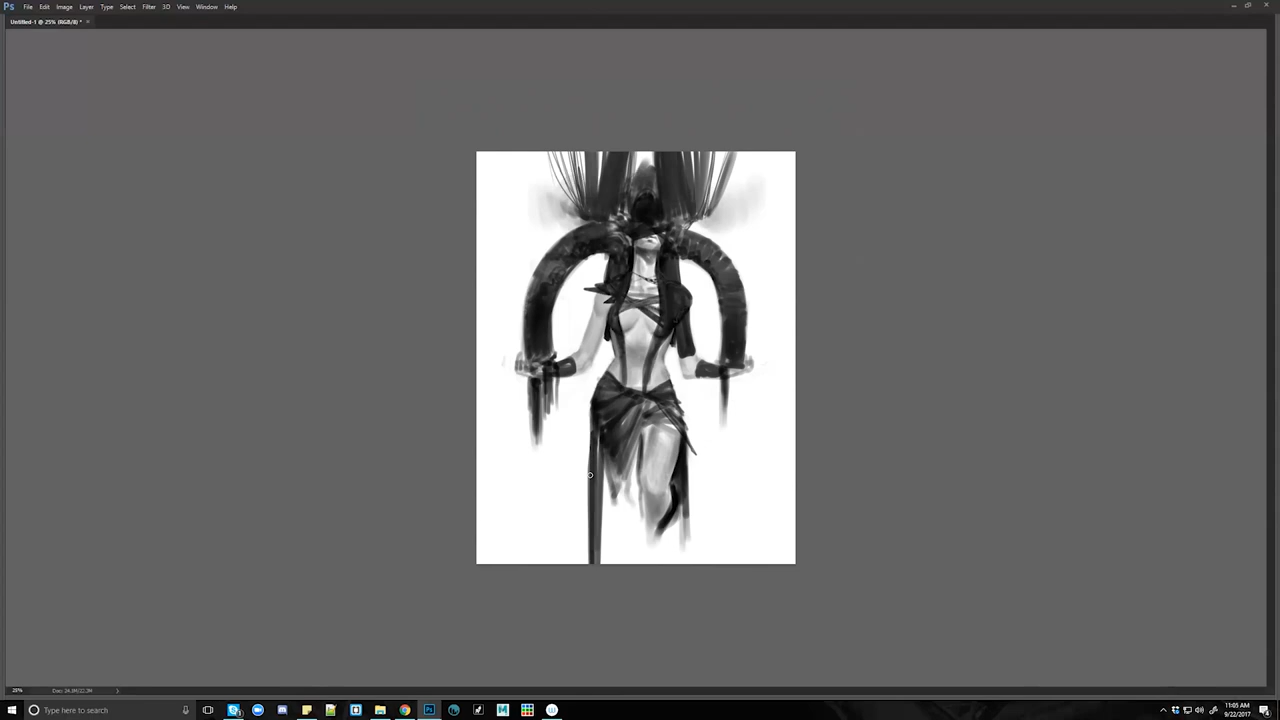 Ps File Edit Image Layer Type Select Filter 3D View Window Help
Untitled-1 @ 25% (RGB/8) *
25%
Type here to search
11:05 AM
9/22/2017